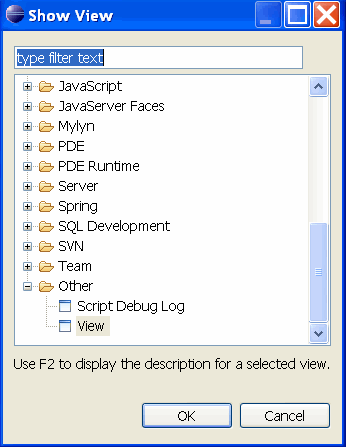 Show View
type filter text
JavaScript
JavaServer Faces
Mylyn
PDE
PDE Runtime
Server
Spring
SQL Development
SVN
Team
Other
Script Debug Log
View
Use F2 to display the description for a selected view.
OK Cancel